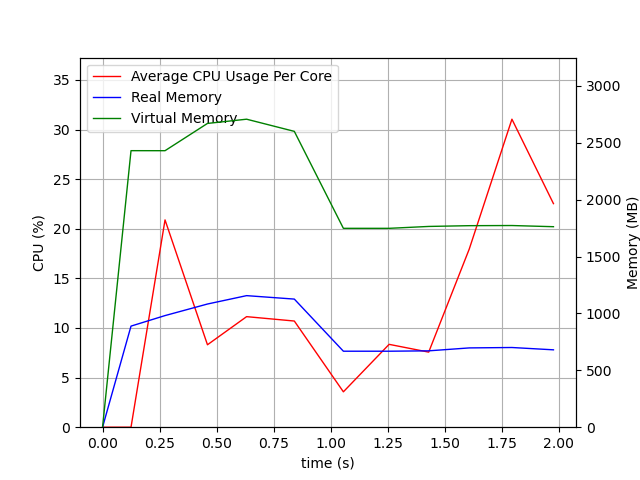 Average CPU Usage Per Core
Real Memory
Virtual Memory
CPU (%)
35
30
25
20
15
10
5
0
Memory (MB)
3000
2500
2000
1500
1000
500
0
0.00 0.25 0.50 0.75 1.00 1.25 1.50 1.75 2.00
time (s)